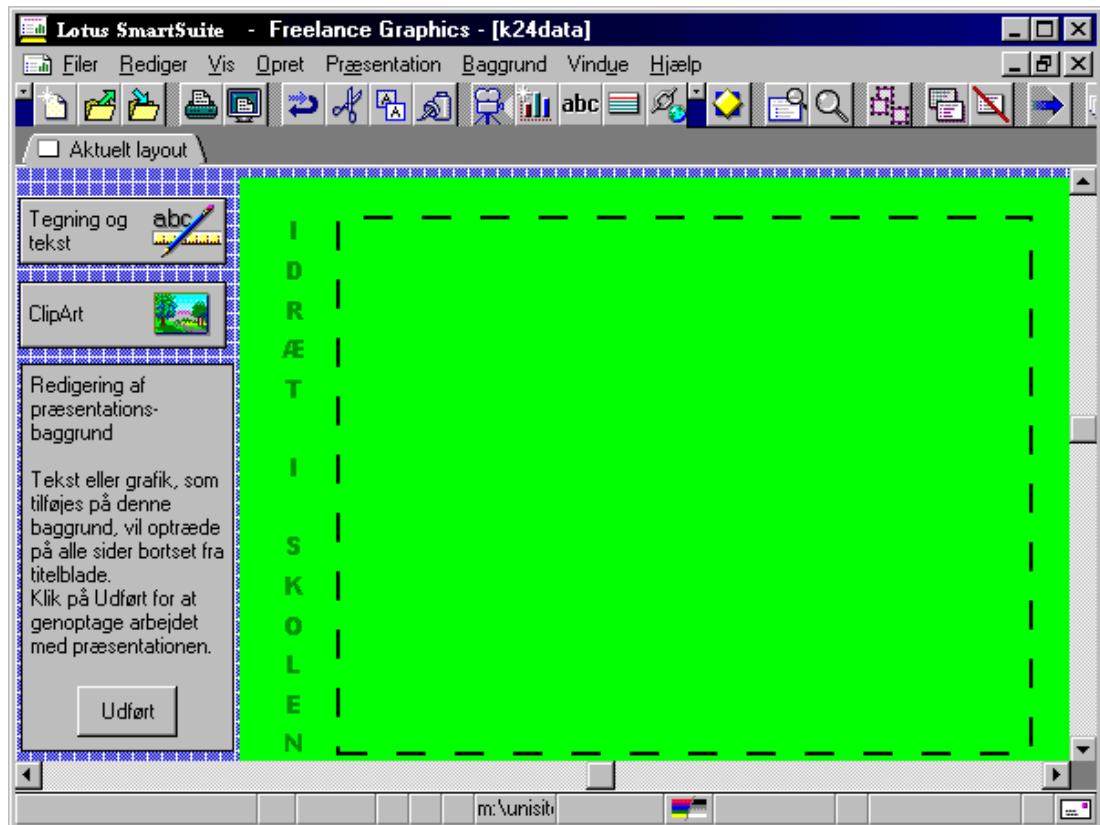 Lotus SmartSuite - Freelance Graphics - [k24data]
Filer Rediger Vis Opret Præsentation Baggrund Vindue Hjælp
abc
Aktuelt layout
Tegning og
tekst
abc
ClipArt
Redigering af
præsentations-
baggrund
Tekst eller grafik, som
tilføjes på denne
baggrund, vil optræde
på alle sider bortset fra
titelblade.
Klik på Udført for at
genoptage arbejdet
med præsentationen.
Udført
I
D
R
Æ
T
I
S
K
O
L
E
N
m:\unisit